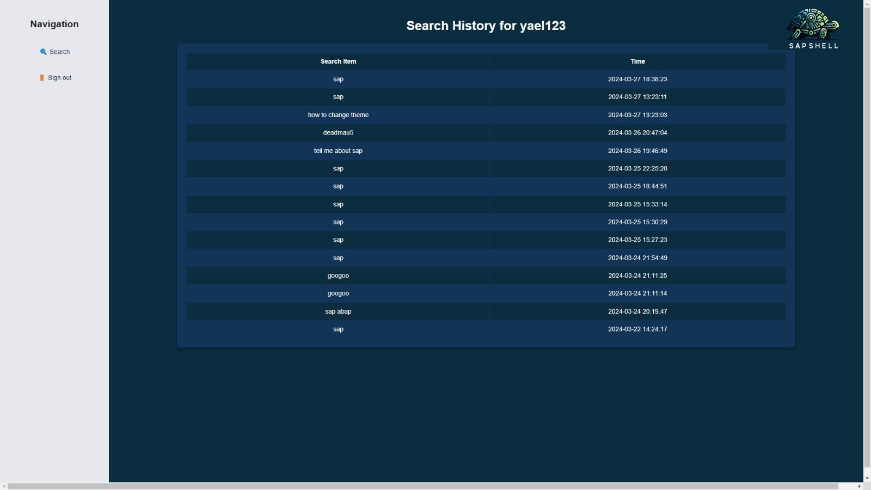 Navigation
Search
Sign out
Search History for yael123
SAPSHELL
Search Item Time
sap 2024-03-27 18:38:23
sap 2024-03-27 13:23:11
how to change theme 2024-03-27 13:23:03
deadmau5 2024-03-26 20:47:04
tell me about sap 2024-03-26 19:46:49
sap 2024-03-25 22:25:20
sap 2024-03-25 18:44:51
sap 2024-03-25 15:33:14
sap 2024-03-25 15:30:29
sap 2024-03-25 15:27:23
sap 2024-03-24 21:54:49
googoo 2024-03-24 21:11:25
googoo 2024-03-24 21:11:14
sap abap 2024-03-24 20:19:47
sap 2024-03-22 14:24:17